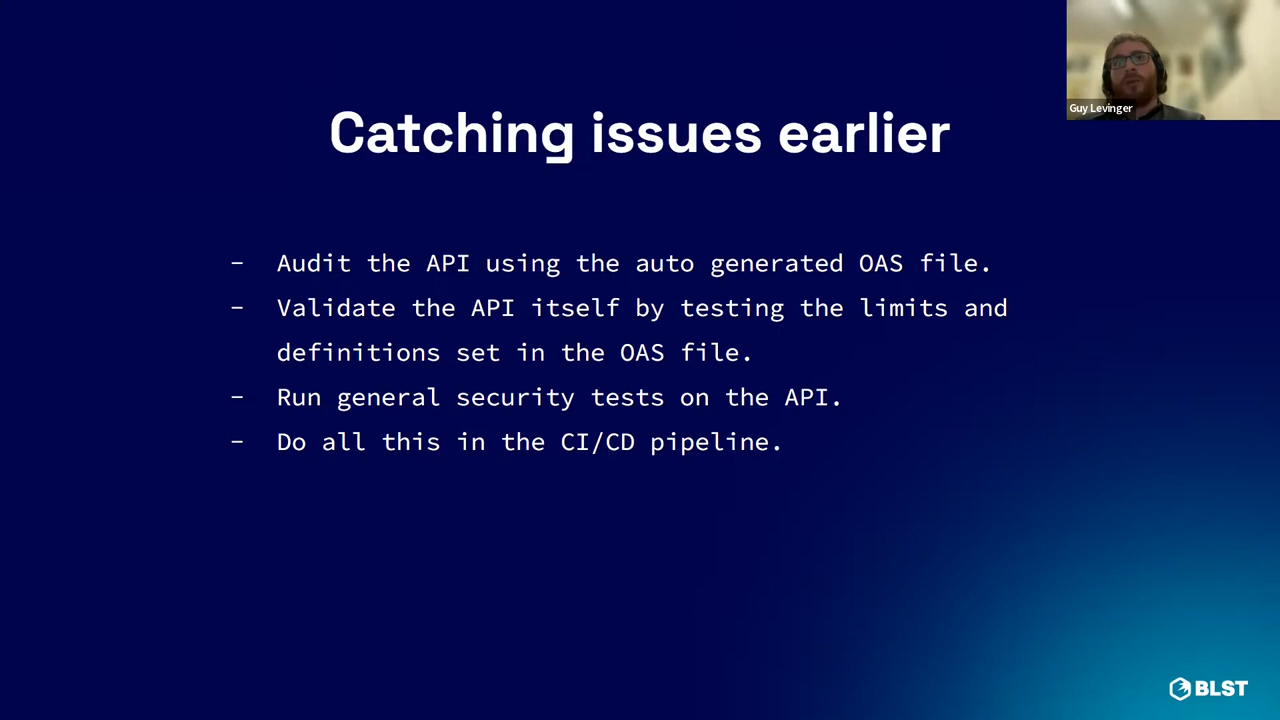 Guy Levinger
Catching issues earlier
- Audit the API using the auto generated OAS file.
- Validate the API itself by testing the limits and
definitions set in the OAS file.
- Run general security tests on the API.
- Do all this in the CI/CD pipeline.
BLST